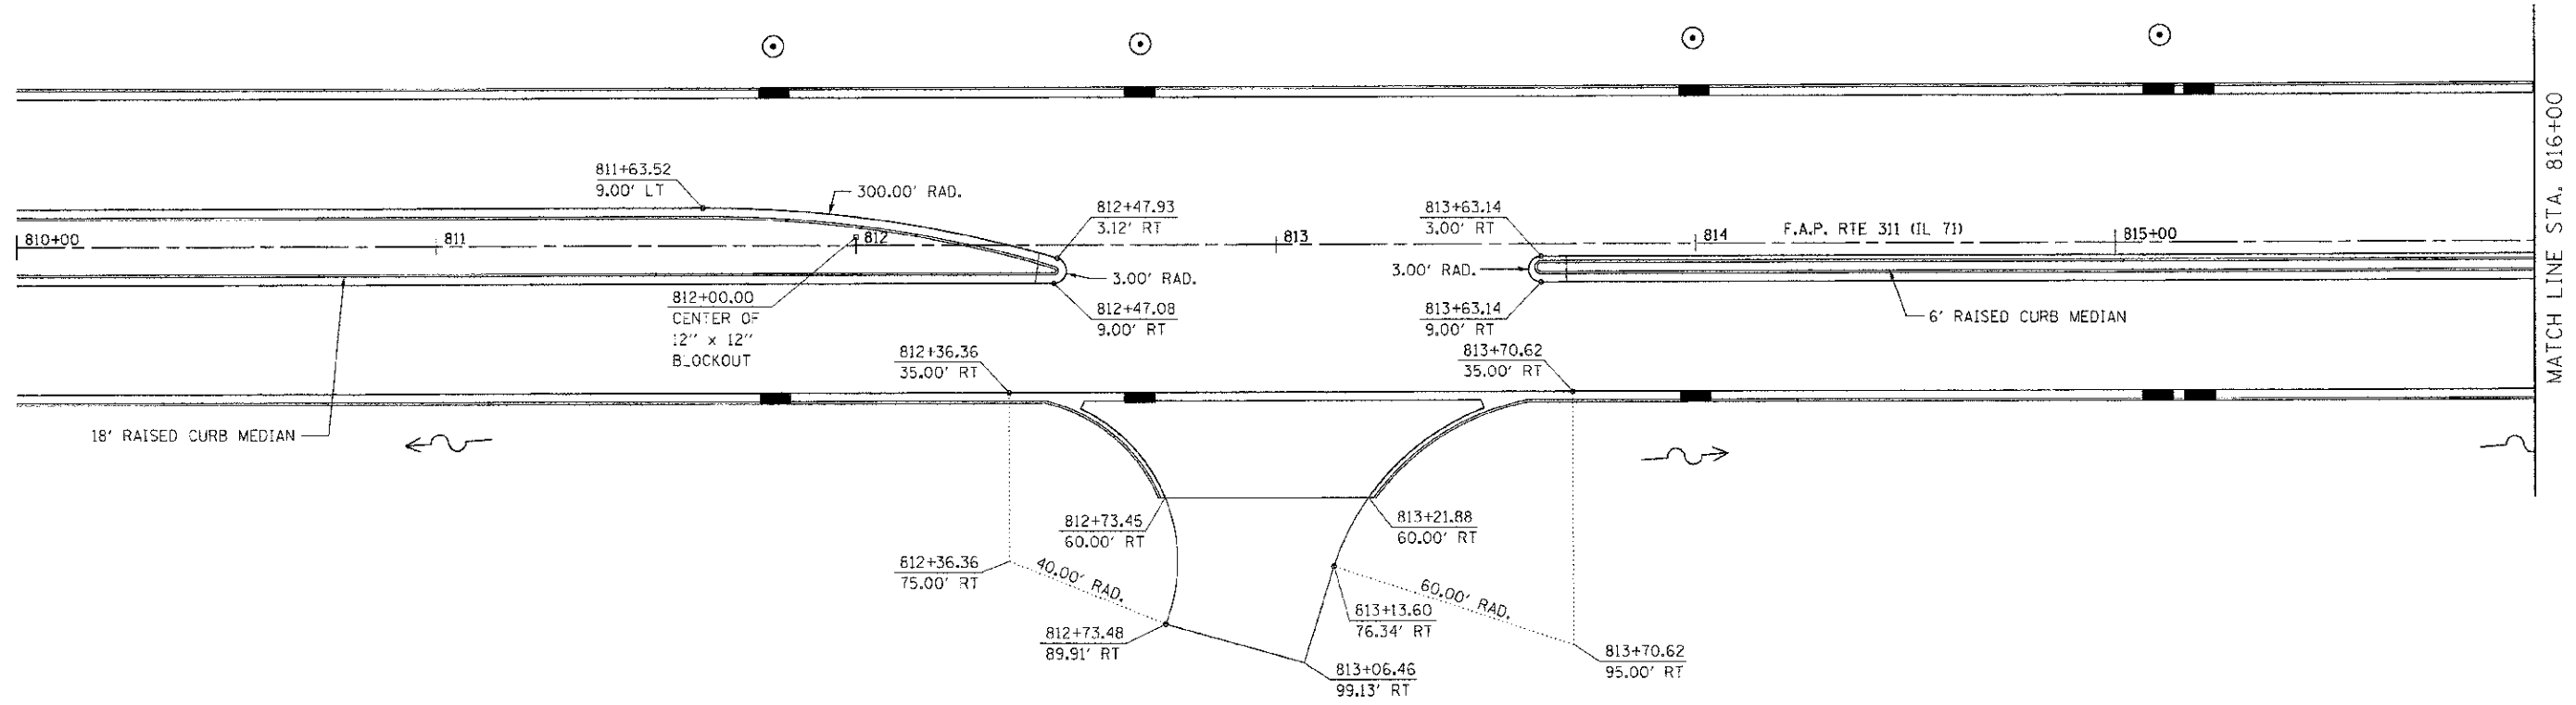 811+63.52
9.00' LT
300.00' RAD.
812+47.93
3.12' RT
813+63.14
3.00' RT
F.A.P. RTE 311 (IL 71)
810+00
811
812
813
814
815+00
3.00' RAD.
3.00' RAD.
812+00.00
CENTER OF
12" x 12"
BLOCKOUT
812+47.08
9.00' RT
813+63.14
9.00' RT
6' RAISED CURB MEDIAN
MATCH LINE STA. 816+00
812+36.36
35.00' RT
813+70.62
35.00' RT
18' RAISED CURB MEDIAN
812+73.45
60.00' RT
813+21.88
60.00' RT
812+36.36
75.00' RT
40.00' RAD.
60.00' RAD.
813+13.60
76.34' RT
812+73.48
89.91' RT
813+70.62
95.00' RT
813+06.46
99.13' RT